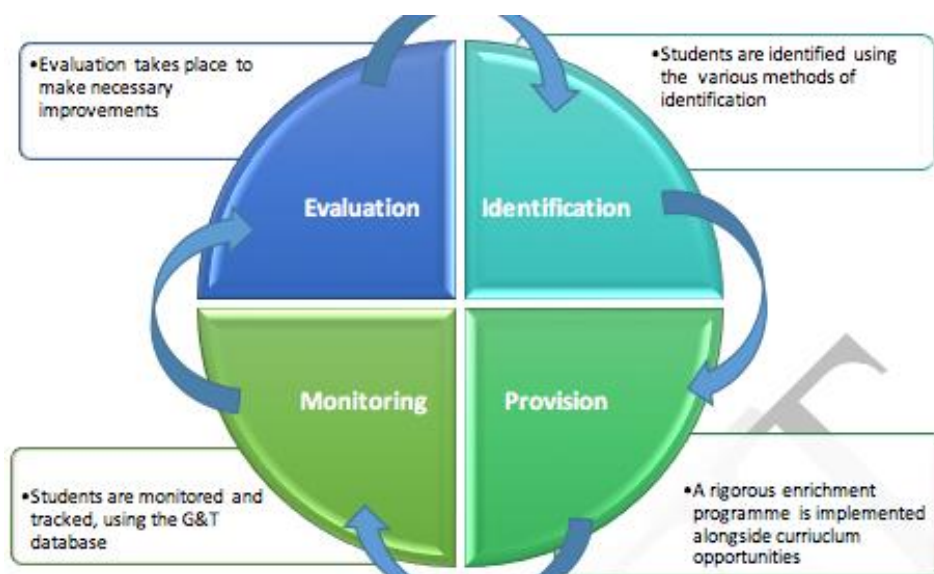 •Evaluation takes place to
make necessary
improvements
•Students are identified using
the various methods of
identification
Evaluation
Identification
Monitoring
Provision
•Students are monitored and
tracked, using the G&T
database
•A rigorous enrichment
programme is implemented
alongside curriuclum
opportunities